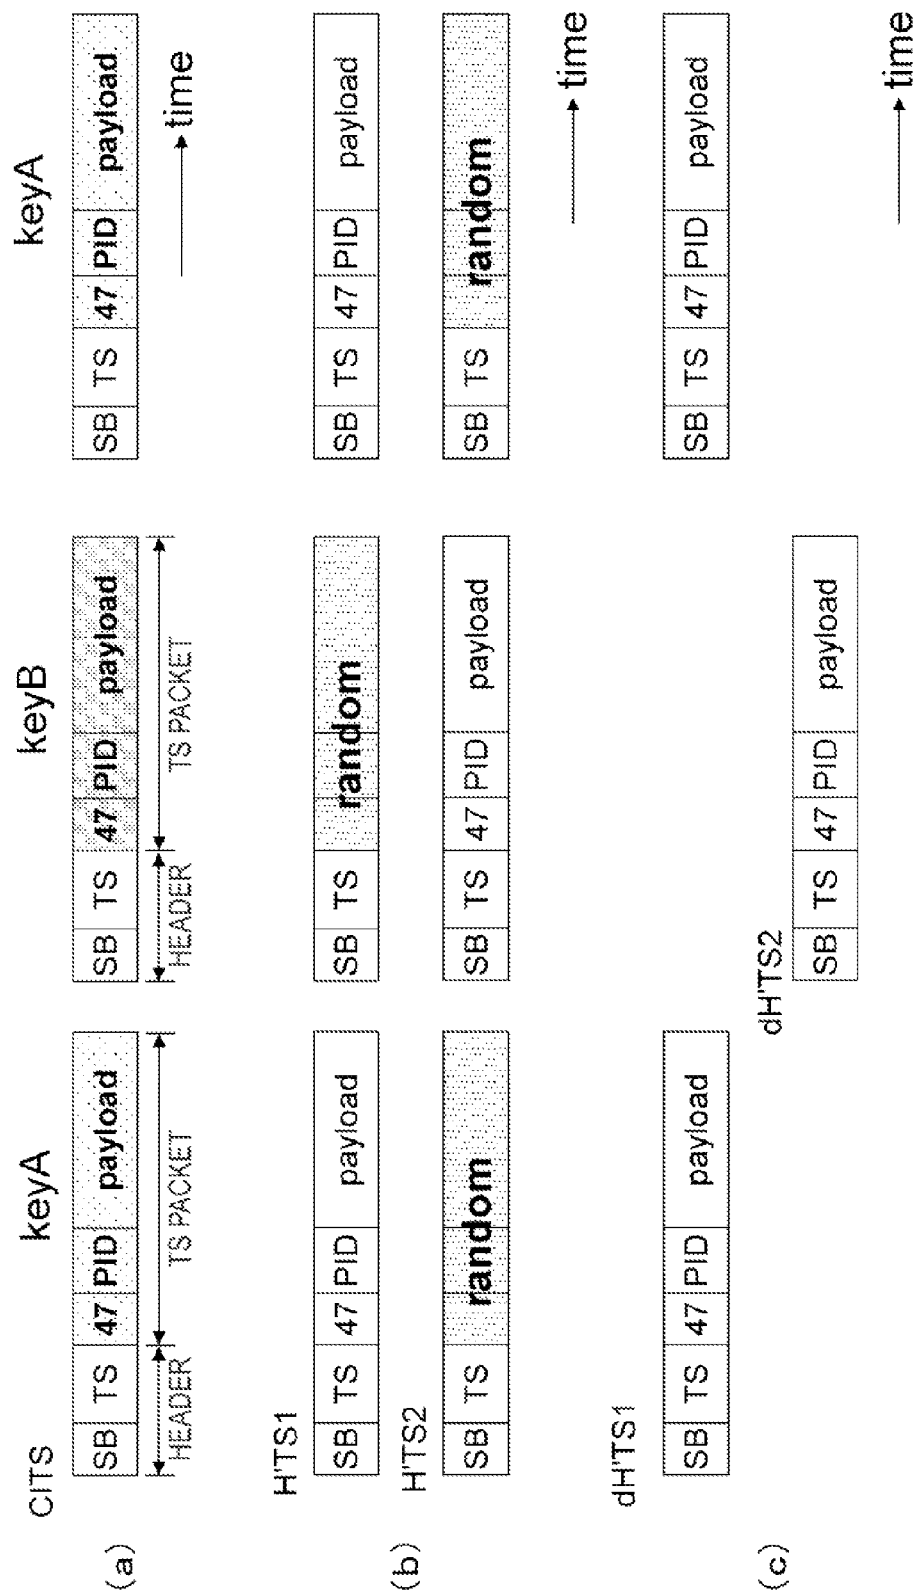 keyA keyB keyA
CITS
(a)
SB TS 47 PID payload SB TS 47 PID payload SB TS 47 PID payload
HEADER TS PACKET HEADER TS PACKET time
H'TS1
SB TS 47 PID payload SB TS random SB TS 47 PID payload
(b)
H'TS2
SB TS random SB TS 47 PID payload SB TS random
time
dH'TS1
SB TS 47 PID payload SB TS 47 PID payload
(c)
dH'TS2
SB TS 47 PID payload
time